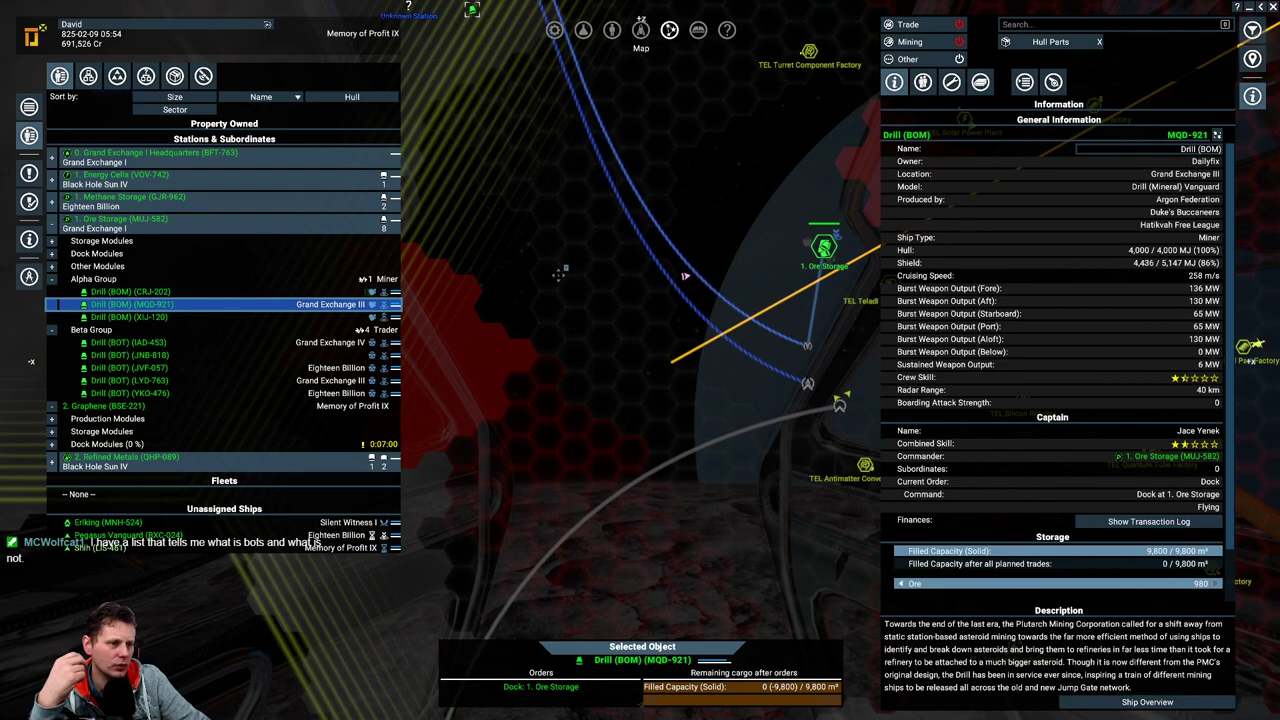 David
825-02-09 05:54
691,526 Cr
Memory of Profit IX
Sort by:
Size
Name
Hull
Sector
Property Owned
Stations & Subordinates
0. Grand Exchange I Headquarters (BFT-763)
Grand Exchange I
1. Energy Cells (VOV-742)
Black Hole Sun IV
1
1. Methane Storage (GJR-962)
Eighteen Billion
2
1. Ore Storage (MUJ-582)
Grand Exchange I
8
Storage Modules
Dock Modules
Other Modules
Alpha Group
1 Miner
Drill (BOM) (CRJ-202)
Drill (BOM) (MQD-921)
Grand Exchange III
Drill (BOM) (XIJ-120)
Beta Group
4 Trader
Drill (BOT) (IAD-453)
Grand Exchange IV
Drill (BOT) (JNB-818)
Drill (BOT) (JVF-057)
Eighteen Billion
Drill (BOT) (LYD-763)
Grand Exchange III
Drill (BOT) (YKO-476)
Eighteen Billion
2. Graphene (BSE-221)
Memory of Profit IX
Production Modules
Storage Modules
Dock Modules (0 %)
! 0:07:00
2. Refined Metals (QHP-089)
Black Hole Sun IV
1 2
Fleets
-- None --
Unassigned Ships
Erlking (MNH-524)
Silent Witness I
Pegasus Vanguard (BXC-024)
Eighteen Billion
Shih (LIS-451)
Memory of Profit IX
MCWolfcat1: I have a list that tells me what is bots and what is
not.
?
Unknown Station
Map
TEL Turret Component Factory
1. Ore Storage
TEL Teladi
TEL Antimatter Conve
Selected Object
Drill (BOM) (MQD-921)
Orders
Remaining cargo after orders
Dock: 1. Ore Storage
Filled Capacity (Solid):
0 (-9,800) / 9,800 m³
Trade
Mining
Other
Search...
Hull Parts
X
Information
General Information
Drill (BOM)
MQD-921
Name:
Drill (BOM)
Owner:
Dailyfix
Location:
Grand Exchange III
Model:
Drill (Mineral) Vanguard
Produced by:
Argon Federation
Duke's Buccaneers
Hatikvah Free League
Ship Type:
Miner
Hull:
4,000 / 4,000 MJ (100%)
Shield:
4,436 / 5,147 MJ (86%)
Cruising Speed:
258 m/s
Burst Weapon Output (Fore):
136 MW
Burst Weapon Output (Aft):
130 MW
Burst Weapon Output (Starboard):
65 MW
Burst Weapon Output (Port):
65 MW
Burst Weapon Output (Aloft):
130 MW
Burst Weapon Output (Below):
0 MW
Sustained Weapon Output:
6 MW
Crew Skill:
Radar Range:
40 km
Boarding Attack Strength:
0
Captain
Name:
Jace Yenek
Combined Skill:
Commander:
1. Ore Storage (MUJ-582)
Subordinates:
0
Current Order:
Dock
Command:
Dock at 1. Ore Storage
Flying
Finances:
Show Transaction Log
Storage
Filled Capacity (Solid):
9,800 / 9,800 m³
Filled Capacity after all planned trades:
0 / 9,800 m³
Ore
980
Description
Towards the end of the last era, the Plutarch Mining Corporation called for a shift away from
static station-based asteroid mining towards the far more efficient method of using ships to
identify and break down asteroids and bring them to refineries in far less time than it took for a
refinery to be attached to a much bigger asteroid. Though it is now different from the PMC's
original design, the Drill has been in service ever since, inspiring a train of different mining
ships to be released all across the old and new Jump Gate network.
Ship Overview